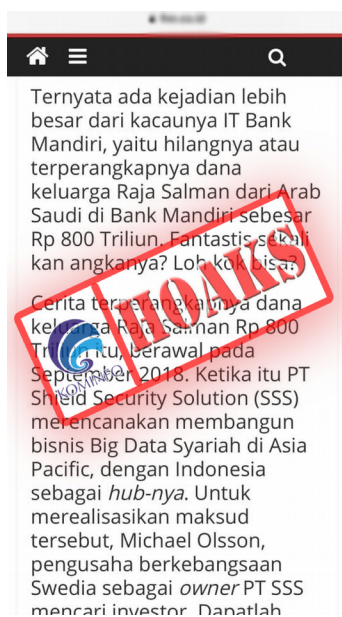 Ternyata ada kejadian lebih
besar dari kacaunya IT Bank
Mandiri, yaitu hilangnya atau
terperangkapnya dana
keluarga Raja Salman dari Arab
Saudi di Bank Mandiri sebesar
Rp 800 Triliun. Fantastis sekali
kan angkanya? Loh kok bisa?
Cerita terperangkapnya dana
keluarga Raja Salman Rp 800
Triliun itu, berawal pada
September 2018. Ketika itu PT
Shield Security Solution (SSS)
merencanakan membangun
bisnis Big Data Syariah di Asia
Pacific, dengan Indonesia
sebagai hub-nya. Untuk
merealisasikan maksud
tersebut, Michael Olsson,
pengusaha berkebangsaan
Swedia sebagai owner PT SSS
mencari investor. Dapatlah
HOAKS
KOMINFO